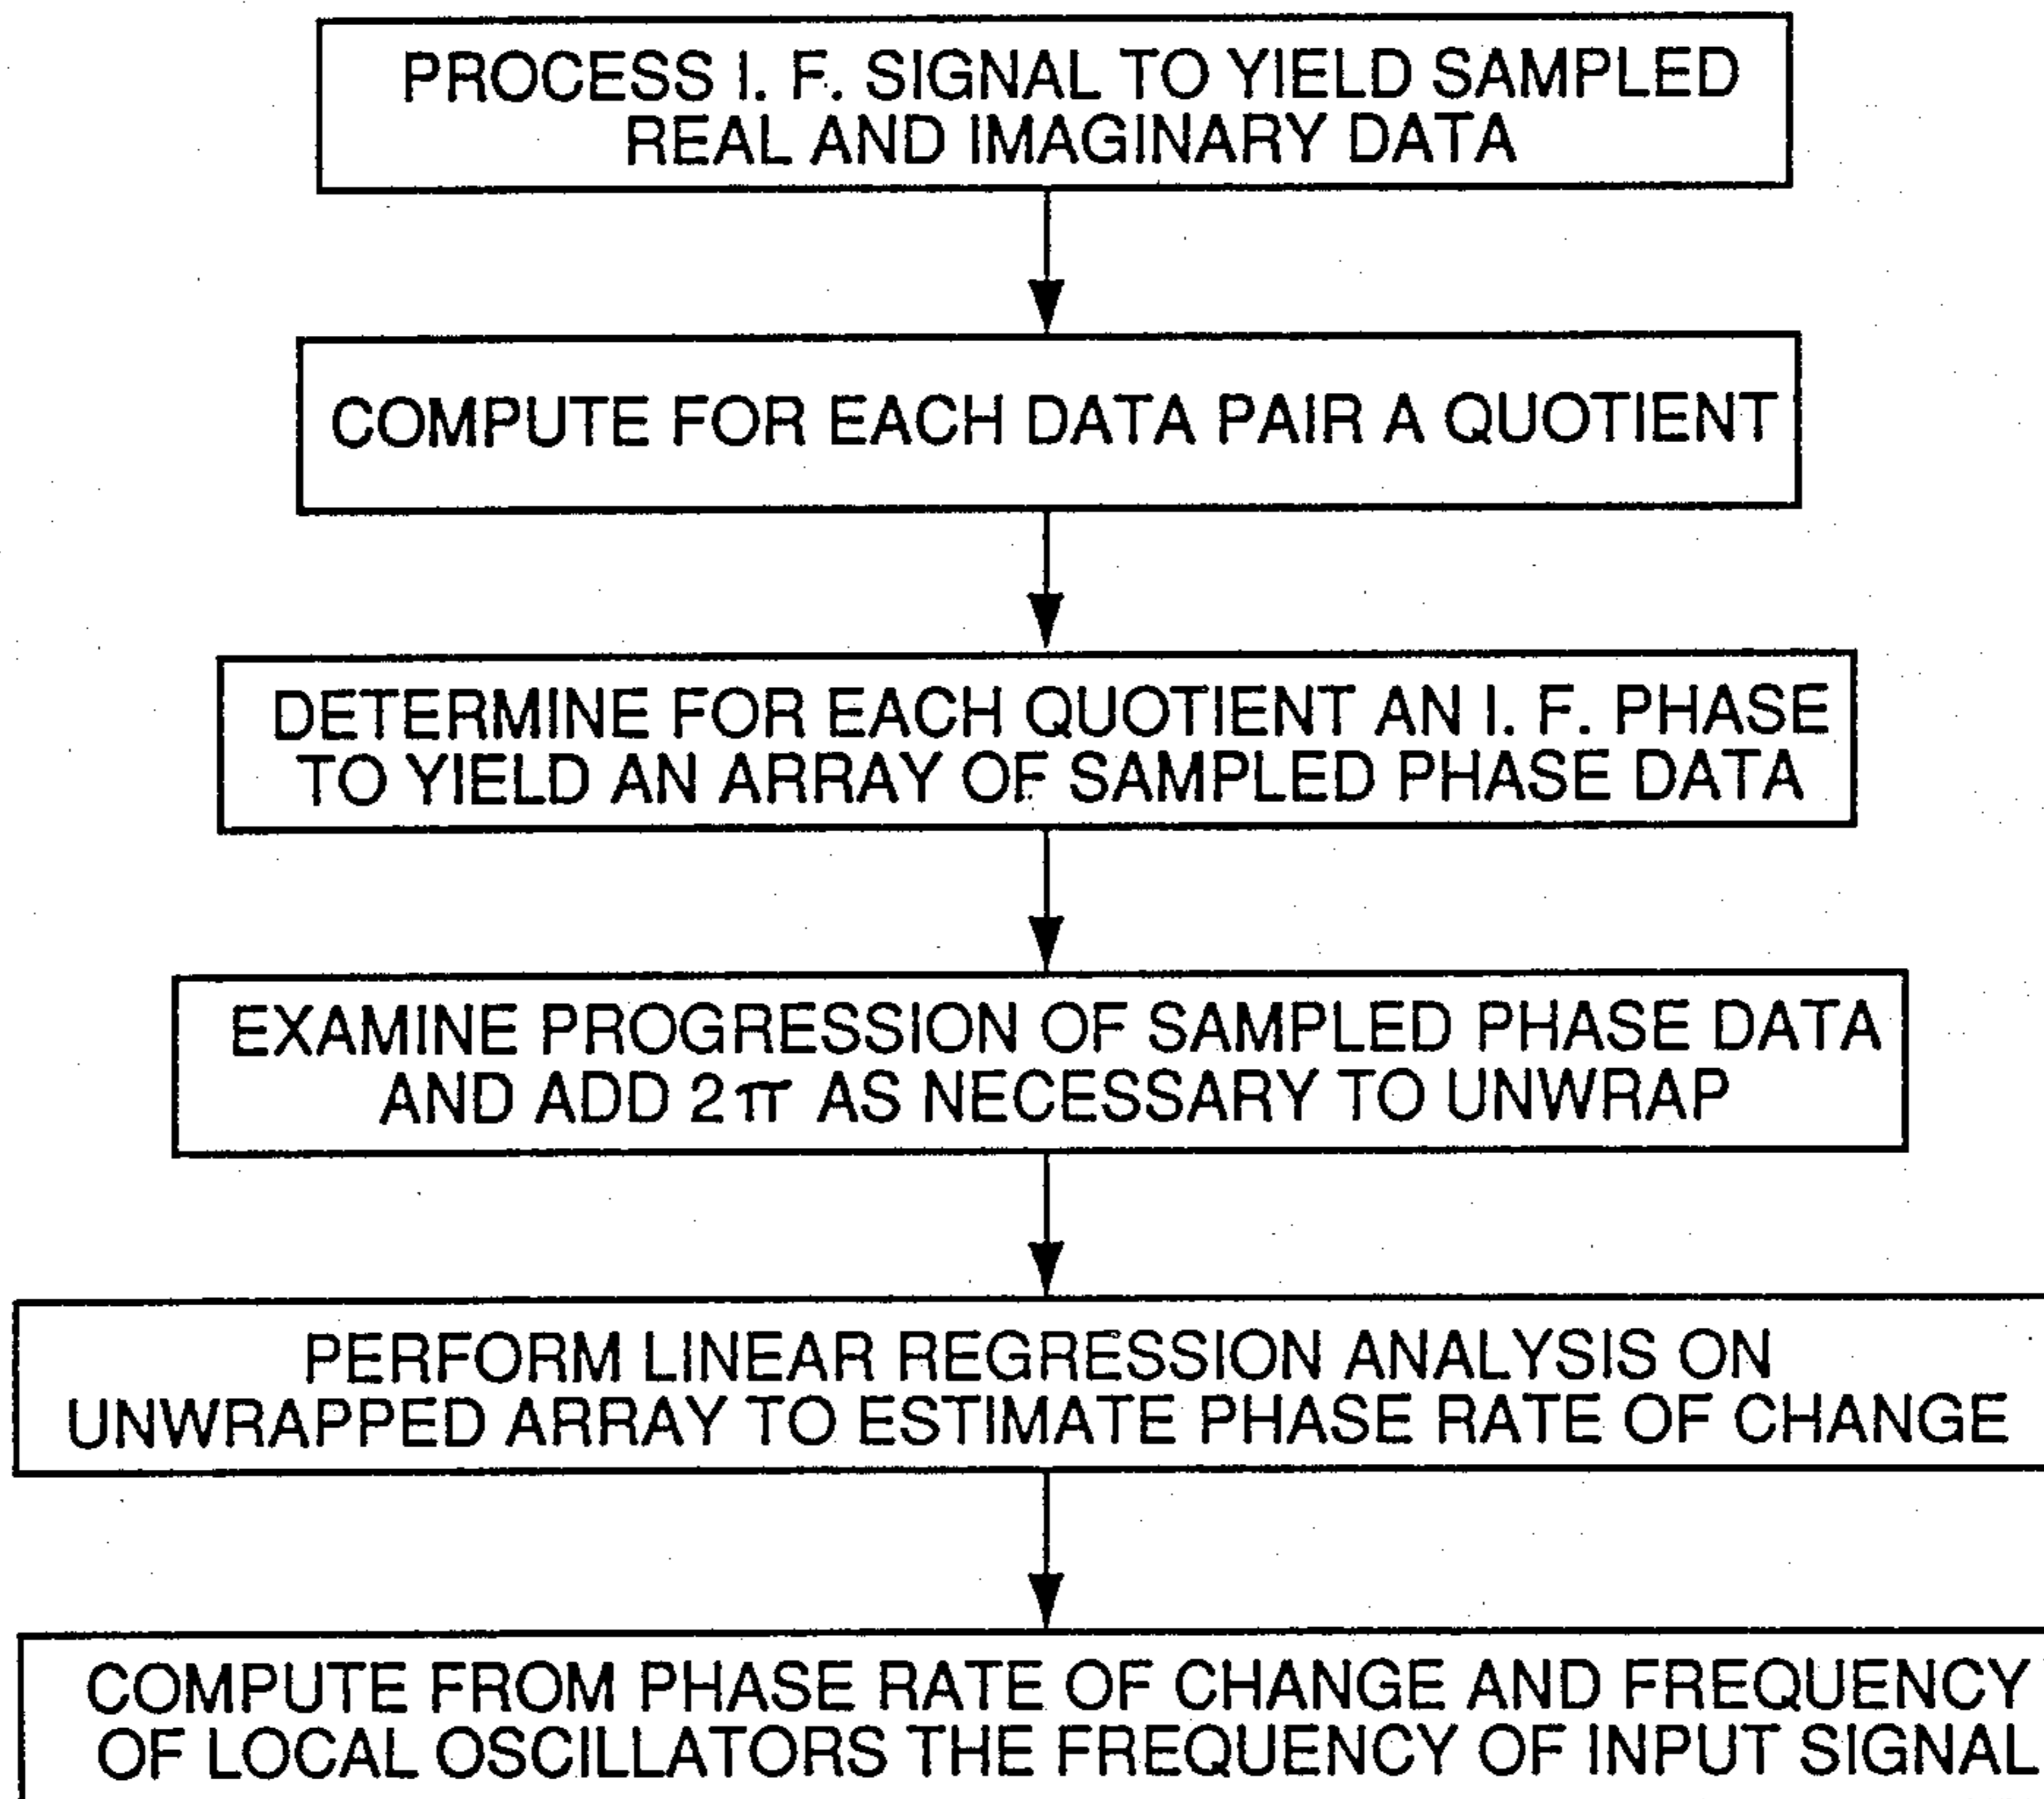 PROCESS I. F. SIGNAL TO YIELD SAMPLED
REAL AND IMAGINARY DATA
COMPUTE FOR EACH DATA PAIR A QUOTIENT
DETERMINE FOR EACH QUOTIENT AN I. F. PHASE
TO YIELD AN ARRAY OF SAMPLED PHASE DATA
EXAMINE PROGRESSION OF SAMPLED PHASE DATA
AND ADD 2π AS NECESSARY TO UNWRAP
PERFORM LINEAR REGRESSION ANALYSIS ON
UNWRAPPED ARRAY TO ESTIMATE PHASE RATE OF CHANGE
COMPUTE FROM PHASE RATE OF CHANGE AND FREQUENCY
OF LOCAL OSCILLATORS THE FREQUENCY OF INPUT SIGNAL